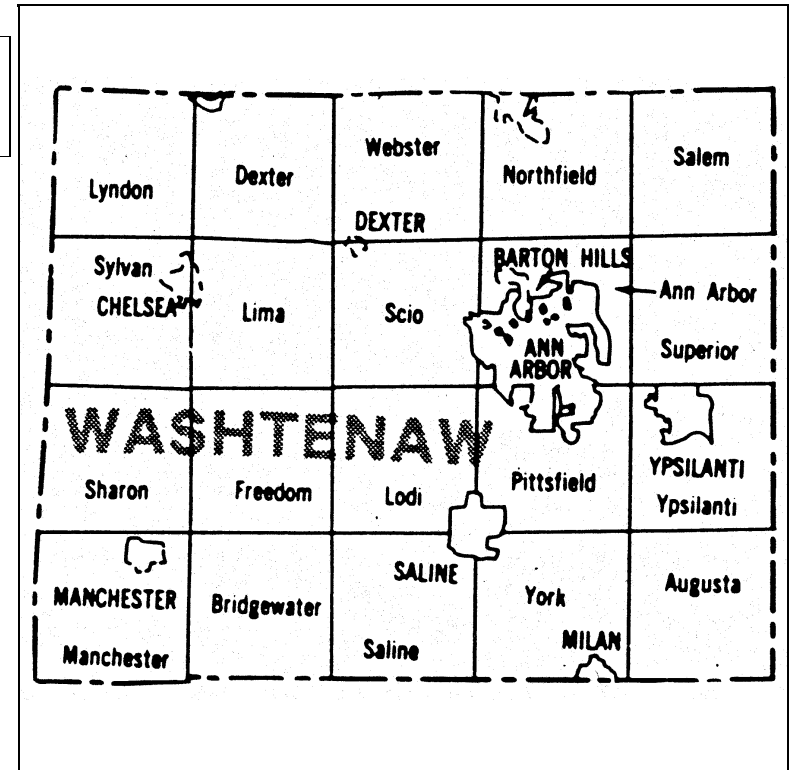 Webster
Salem
Lyndon
Dexter
Northfield
DEXTER
Sylvan
BARTON HILLS
CHELSEA
Lima
Scio
Ann Arbor
ANN
ARBOR
Superior
WASHTENAW
Sharon
Freedom
Lodi
Pittsfield
YPSILANTI
Ypsilanti
SALINE
MANCHESTER
Bridgewater
York
Augusta
Manchester
Saline
MILAN